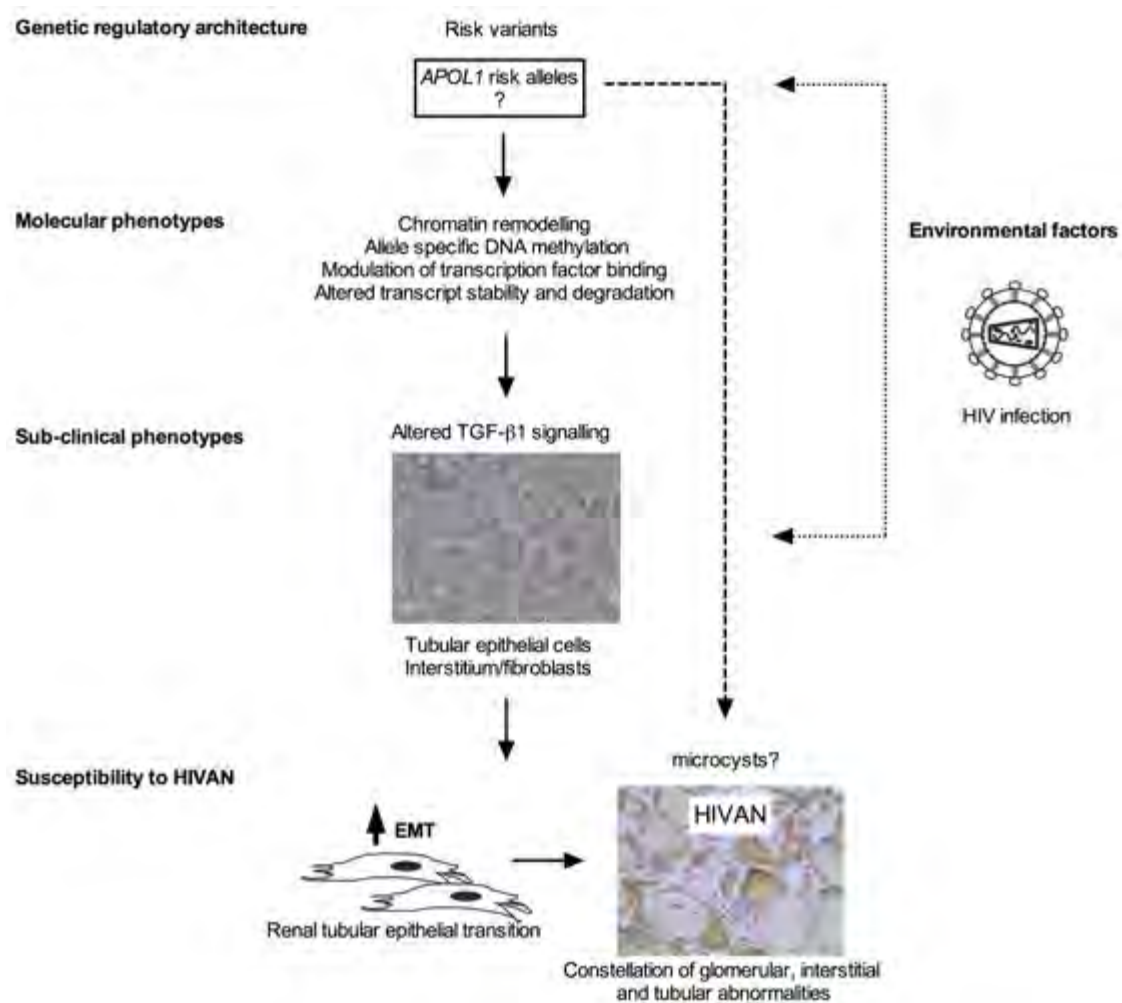 Genetic regulatory architecture
Risk variants
APOL1 risk alleles
?
Molecular phenotypes
Chromatin remodelling
Allele specific DNA methylation
Modulation of transcription factor binding
Altered transcript stability and degradation
Environmental factors
HIV infection
Sub-clinical phenotypes
Altered TGF-β1 signalling
Tubular epithelial cells
Interstitium/fibroblasts
Susceptibility to HIVAN
microcysts?
HIVAN
EMT
Renal tubular epithelial transition
Constellation of glomerular, interstitial
and tubular abnormalities